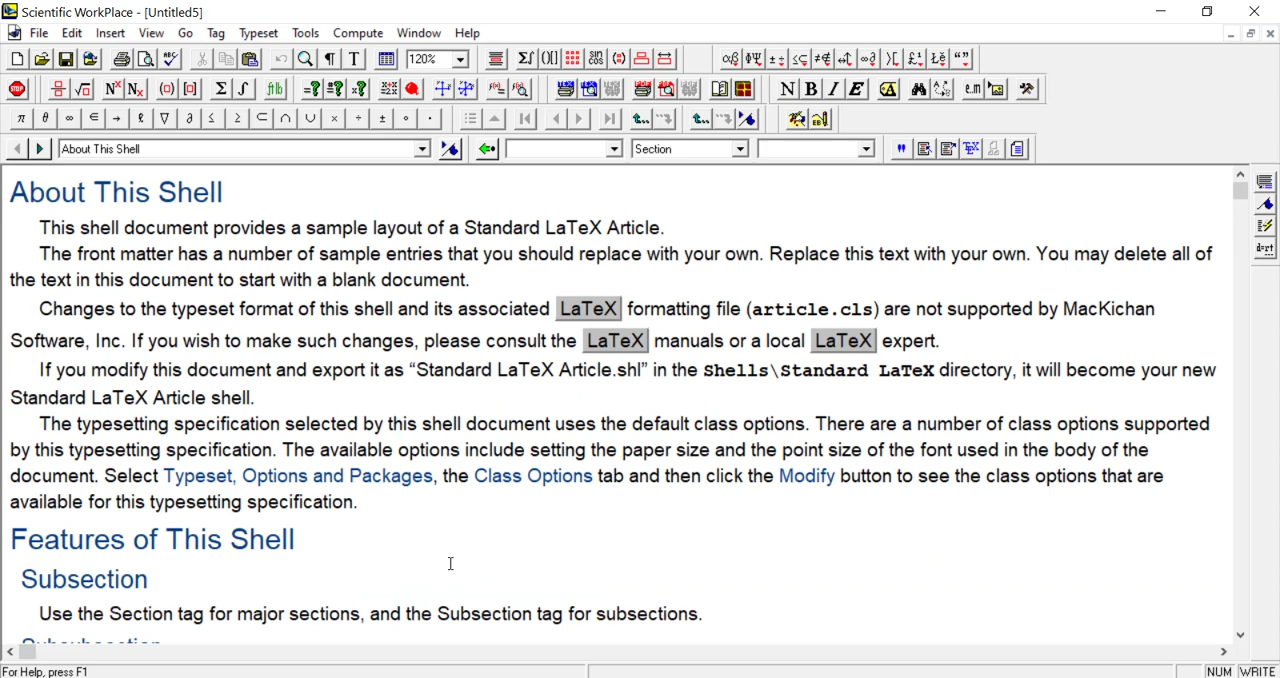 Scientific WorkPlace - [Untitled5]
File Edit Insert View Go Tag Typeset Tools Compute Window Help
120%
About This Shell Section
About This Shell
This shell document provides a sample layout of a Standard LaTeX Article.
The front matter has a number of sample entries that you should replace with your own. Replace this text with your own. You may delete all of
the text in this document to start with a blank document.
Changes to the typeset format of this shell and its associated LaTeX formatting file (article.cls) are not supported by MacKichan
Software, Inc. If you wish to make such changes, please consult the LaTeX manuals or a local LaTeX expert.
If you modify this document and export it as “Standard LaTeX Article.shl” in the Shells\Standard LaTeX directory, it will become your new
Standard LaTeX Article shell.
The typesetting specification selected by this shell document uses the default class options. There are a number of class options supported
by this typesetting specification. The available options include setting the paper size and the point size of the font used in the body of the
document. Select Typeset, Options and Packages, the Class Options tab and then click the Modify button to see the class options that are
available for this typesetting specification.
Features of This Shell
Subsection
Use the Section tag for major sections, and the Subsection tag for subsections.
For Help, press F1 NUM WRITE